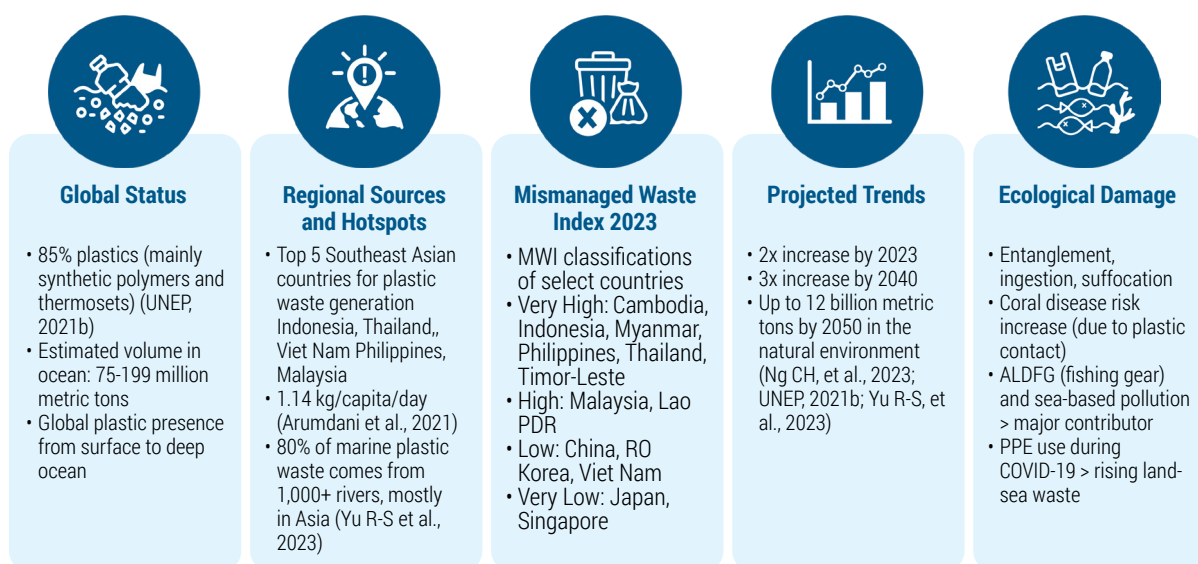 Global Status
• 85% plastics (mainly
synthetic polymers and
thermosets) (UNEP,
2021b)
• Estimated volume in
ocean: 75-199 million
metric tons
• Global plastic presence
from surface to deep
ocean
Regional Sources
and Hotspots
• Top 5 Southeast Asian
countries for plastic
waste generation
Indonesia, Thailand,,
Viet Nam Philippines,
Malaysia
• 1.14 kg/capita/day
(Arumdani et al., 2021)
• 80% of marine plastic
waste comes from
1,000+ rivers, mostly
in Asia (Yu R-S et al.,
2023)
Mismanaged Waste
Index 2023
• MWI classifications
of select countries
• Very High: Cambodia,
Indonesia, Myanmar,
Philippines, Thailand,
Timor-Leste
• High: Malaysia, Lao
PDR
• Low: China, RO
Korea, Viet Nam
• Very Low: Japan,
Singapore
Projected Trends
• 2x increase by 2023
• 3x increase by 2040
• Up to 12 billion metric
tons by 2050 in the
natural environment
(Ng CH, et al., 2023;
UNEP, 2021b; Yu R-S, et
al., 2023)
Ecological Damage
• Entanglement,
ingestion, suffocation
• Coral disease risk
increase (due to plastic
contact)
• ALDFG (fishing gear)
and sea-based pollution
> major contributor
• PPE use during
COVID-19 > rising land-
sea waste